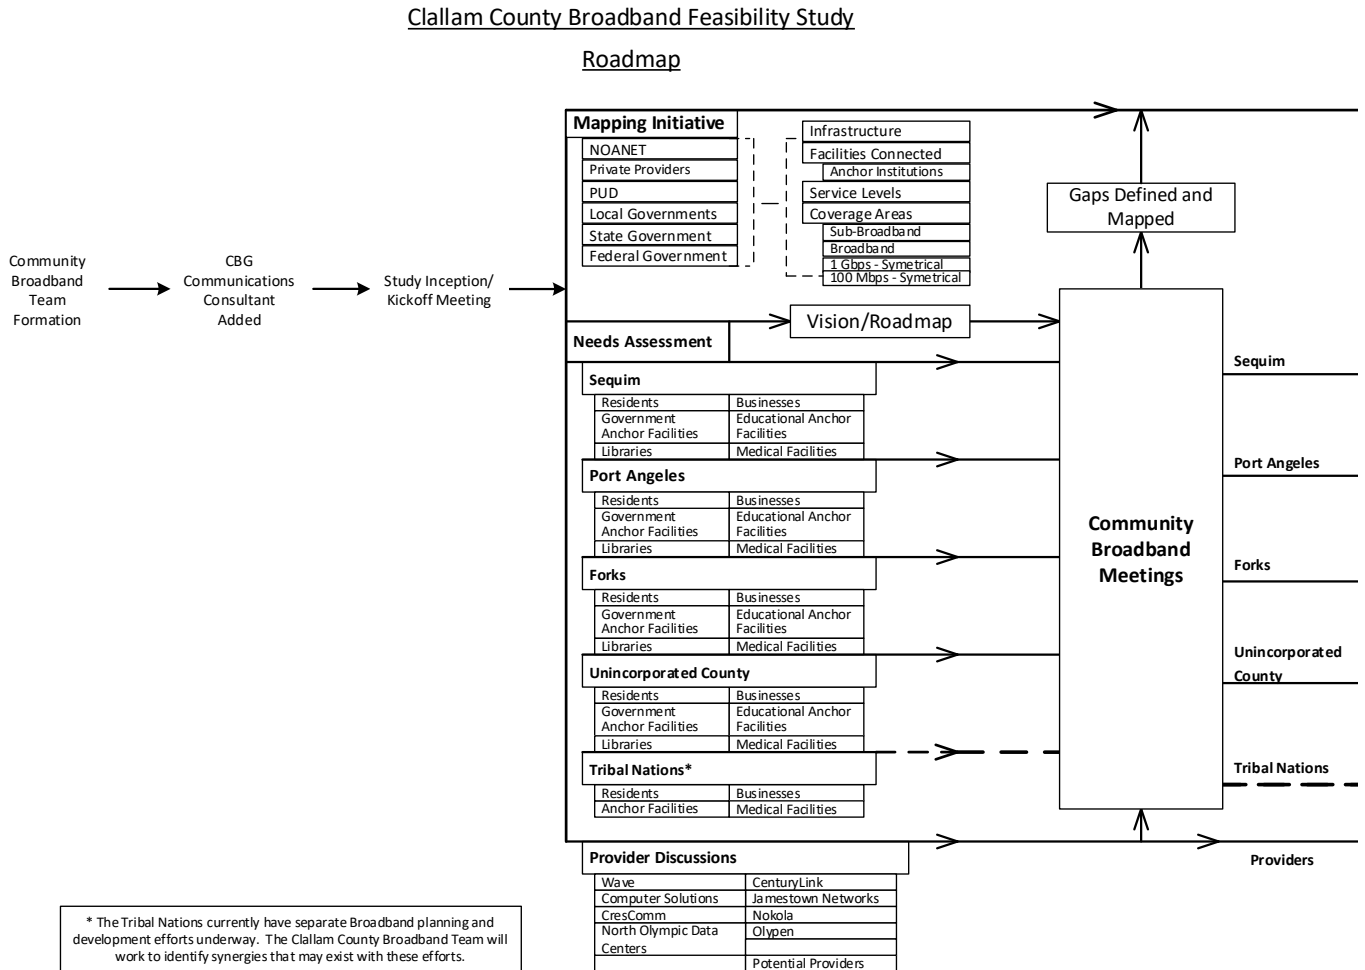 Clallam County Broadband Feasibility Study
Roadmap
Community
Broadband
Team
Formation
CBG
Communications
Consultant
Added
Study Inception/
Kickoff Meeting
Mapping Initiative
NOANET
Private Providers
PUD
Local Governments
State Government
Federal Government
Infrastructure
Facilities Connected
Anchor Institutions
Service Levels
Coverage Areas
Sub-Broadband
Broadband
1 Gbps - Symetrical
100 Mbps - Symetrical
Gaps Defined and
Mapped
Vision/Roadmap
Needs Assessment
Sequim
Residents
Businesses
Government
Anchor Facilities
Educational Anchor
Facilities
Libraries
Medical Facilities
Port Angeles
Residents
Businesses
Government
Anchor Facilities
Educational Anchor
Facilities
Libraries
Medical Facilities
Forks
Residents
Businesses
Government
Anchor Facilities
Educational Anchor
Facilities
Libraries
Medical Facilities
Unincorporated County
Residents
Businesses
Government
Anchor Facilities
Educational Anchor
Facilities
Libraries
Medical Facilities
Tribal Nations*
Residents
Businesses
Anchor Facilities
Medical Facilities
Community
Broadband
Meetings
Sequim
Port Angeles
Forks
Unincorporated
County
Tribal Nations
Providers
Provider Discussions
Wave
CenturyLink
Computer Solutions
Jamestown Networks
CresComm
Nokola
North Olympic Data
Centers
Olypen
Potential Providers
* The Tribal Nations currently have separate Broadband planning and
development efforts underway. The Clallam County Broadband Team will
work to identify synergies that may exist with these efforts.